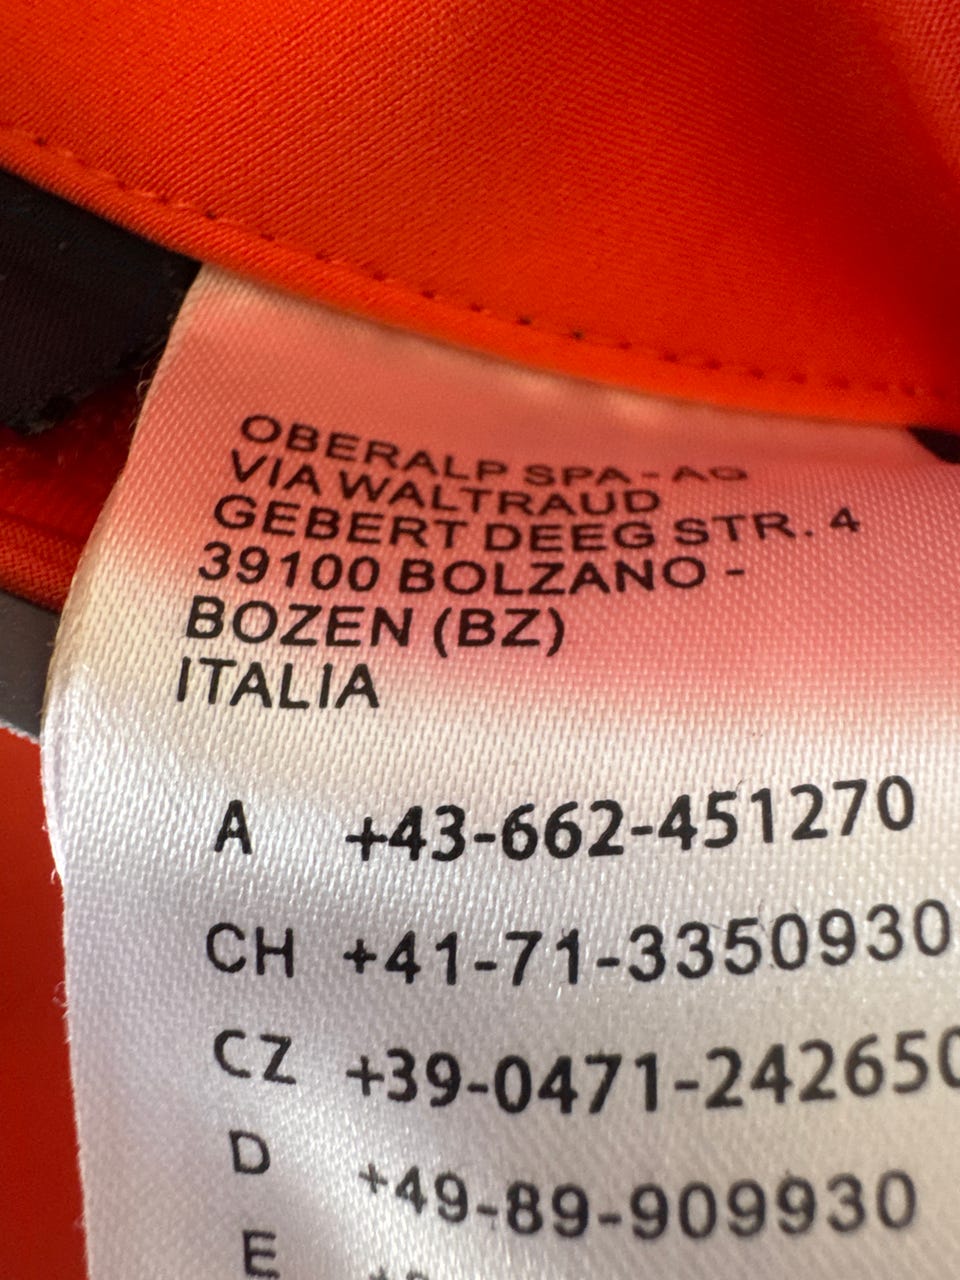 OBERALP SPA - AG
VIA WALTRAUD
GEBERT DEEG STR. 4
39100 BOLZANO -
BOZEN (BZ)
ITALIA
A +43-662-451270
CH +41-71-3350930
CZ +39-0471-242650
D +49-89-909930
E